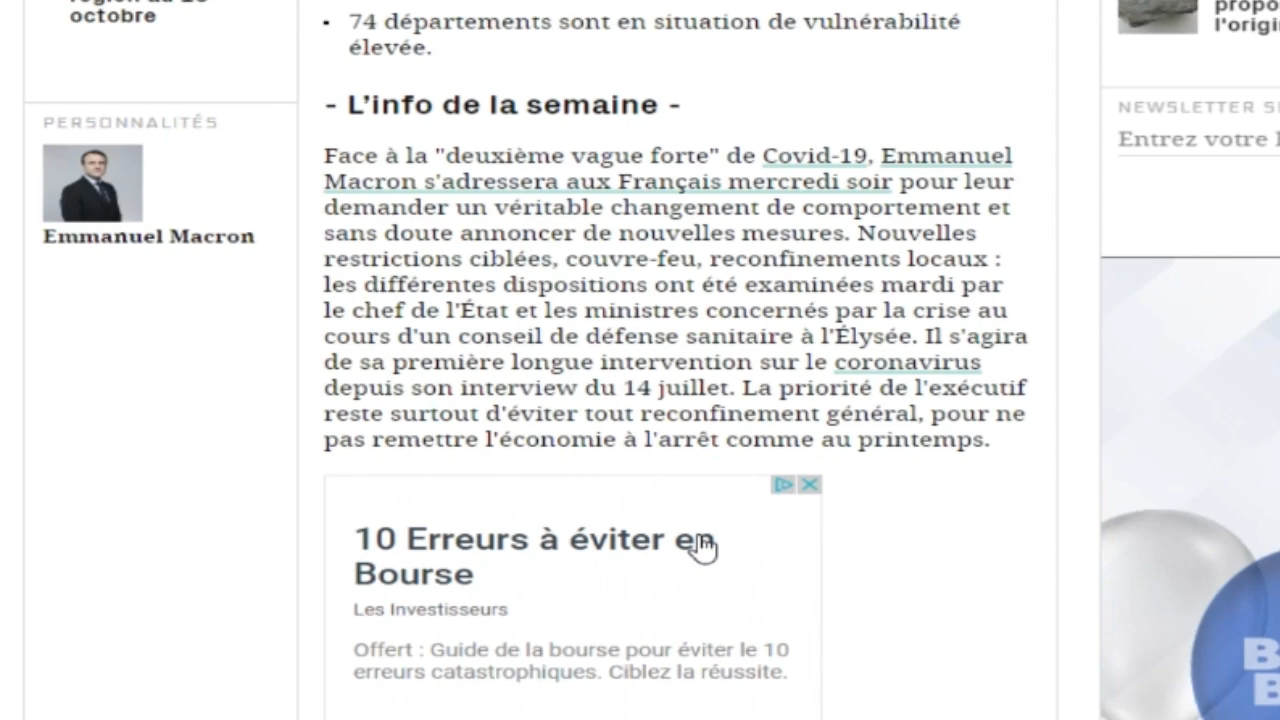 octobre
PERSONNALITÉS
Emmanuel Macron
74 départements sont en situation de vulnérabilité
élevée.
- L'info de la semaine -
Face à la "deuxième vague forte" de Covid-19, Emmanuel
Macron s'adressera aux Français mercredi soir pour leur
demander un véritable changement de comportement et
sans doute annoncer de nouvelles mesures. Nouvelles
restrictions ciblées, couvre-feu, reconfinements locaux :
les différentes dispositions ont été examinées mardi par
le chef de l'État et les ministres concernés par la crise au
cours d'un conseil de défense sanitaire à l'Élysée. Il s'agira
de sa première longue intervention sur le coronavirus
depuis son interview du 14 juillet. La priorité de l'exécutif
reste surtout d'éviter tout reconfinement général, pour ne
pas remettre l'économie à l'arrêt comme au printemps.
10 Erreurs à éviter en
Bourse
Les Investisseurs
Offert : Guide de la bourse pour éviter le 10
erreurs catastrophiques. Ciblez la réussite.
NEWSLETTER
Entrez votre